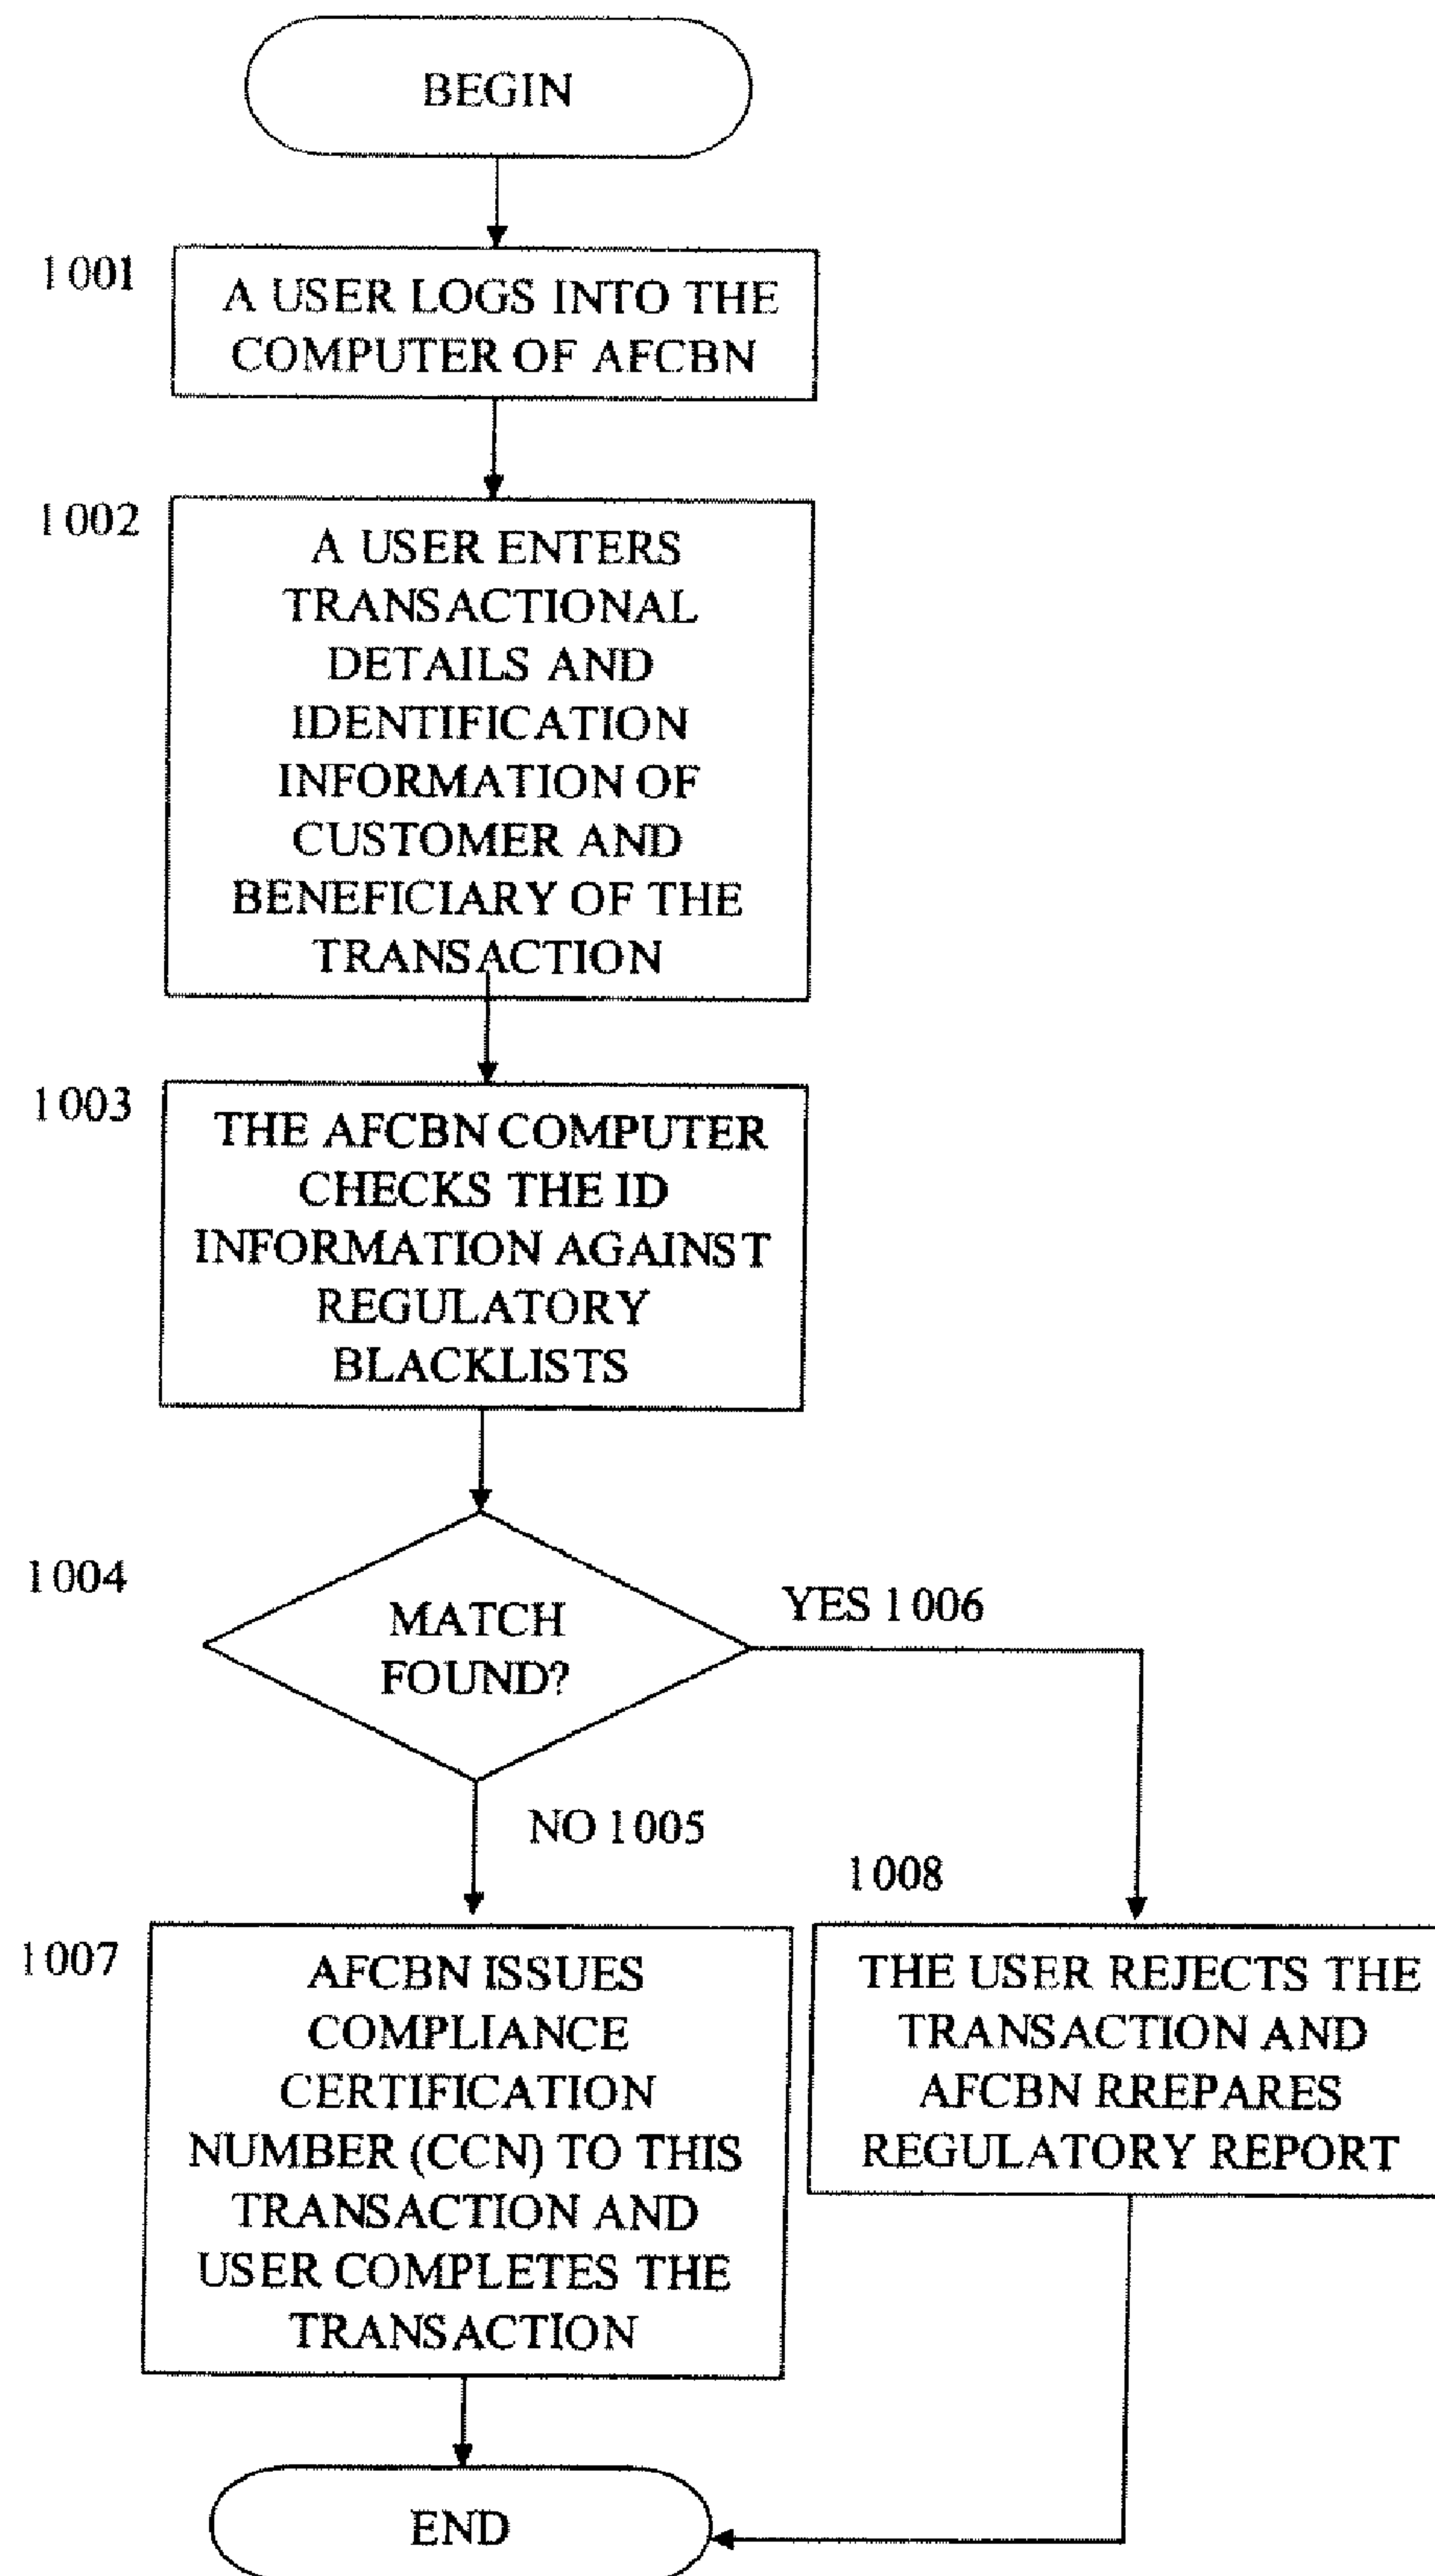 BEGIN
1001
A USER LOGS INTO THE
COMPUTER OF AFCBN
1002
A USER ENTERS
TRANSACTIONAL
DETAILS AND
IDENTIFICATION
INFORMATION OF
CUSTOMER AND
BENEFICIARY OF THE
TRANSACTION
1003
THE AFCBN COMPUTER
CHECKS THE ID
INFORMATION AGAINST
REGULATORY
BLACKLISTS
1004
MATCH
FOUND?
YES 1006
NO 1005
1007
AFCBN ISSUES
COMPLIANCE
CERTIFICATION
NUMBER (CCN) TO THIS
TRANSACTION AND
USER COMPLETES THE
TRANSACTION
1008
THE USER REJECTS THE
TRANSACTION AND
AFCBN RREPARES
REGULATORY REPORT
END